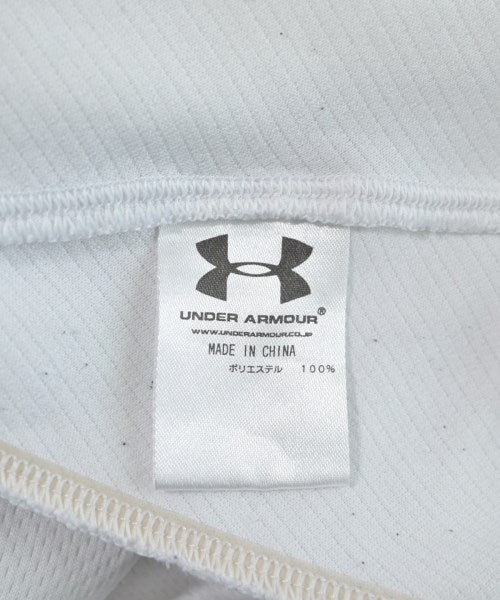 UNDER ARMOUR®
WWW.UNDERARMOUR.CO.JP
MADE IN CHINA
ポリエステル 100%